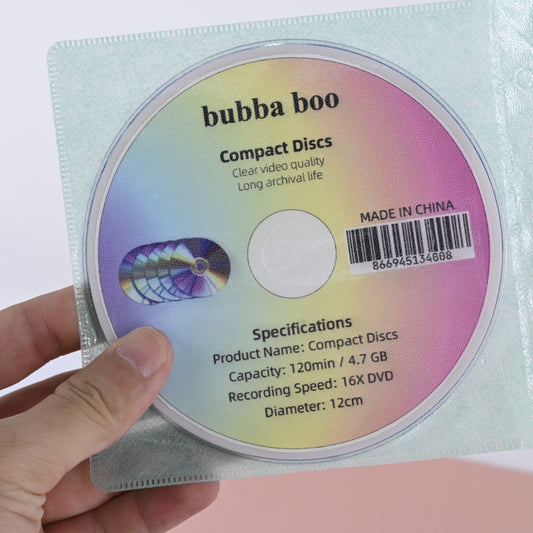 bubba boo
Compact Discs
Clear video quality
Long archival life
MADE IN CHINA
866945134808
Specifications
Product Name: Compact Discs
Capacity: 120min / 4.7 GB
Recording Speed: 16X DVD
Diameter: 12cm